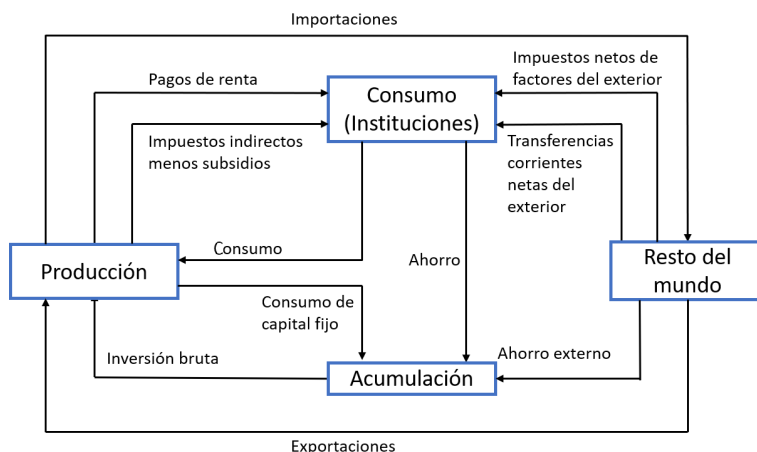 Importaciones
Pagos de renta
Consumo
(Instituciones)
Impuestos netos de
factores del exterior
Impuestos indirectos
menos subsidios
Transferencias
corrientes
netas del
exterior
Producción
Consumo
Ahorro
Resto del
mundo
Consumo de
capital fijo
Inversión bruta
Acumulación
Ahorro externo
Exportaciones